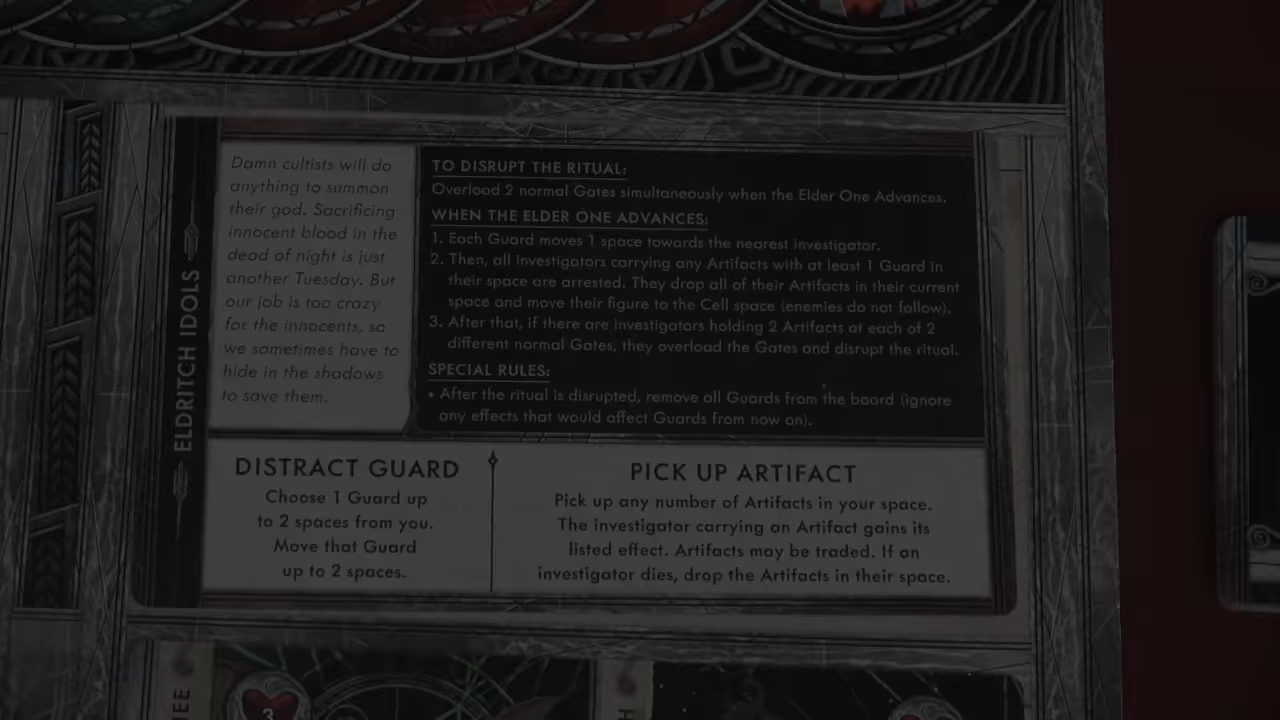 ELDRITCH IDOLS
Damn cultists will do
anything to summon
their god. Sacrificing
innocent blood in the
dead of night is just
another Tuesday. But
our job is too crazy
for the innocents, so
we sometimes have to
hide in the shadows
to save them.
TO DISRUPT THE RITUAL:
Overload 2 normal Gates simultaneously when the Elder One Advances.
WHEN THE ELDER ONE ADVANCES:
1. Each Guard moves 1 space towards the nearest investigator.
2. Then, all investigators carrying any Artifacts with at least 1 Guard in
their space are arrested. They drop all of their Artifacts in their current
space and move their figure to the Cell space (enemies do not follow).
3. After that, if there are investigators holding 2 Artifacts at each of 2
different normal Gates, they overload the Gates and disrupt the ritual.
SPECIAL RULES:
• After the ritual is disrupted, remove all Guards from the board (ignore
any effects that would affect Guards from now on).
DISTRACT GUARD
Choose 1 Guard up
to 2 spaces from you.
Move that Guard
up to 2 spaces.
PICK UP ARTIFACT
Pick up any number of Artifacts in your space.
The investigator carrying an Artifact gains its
listed effect. Artifacts may be traded. If an
investigator dies, drop the Artifacts in their space.
3